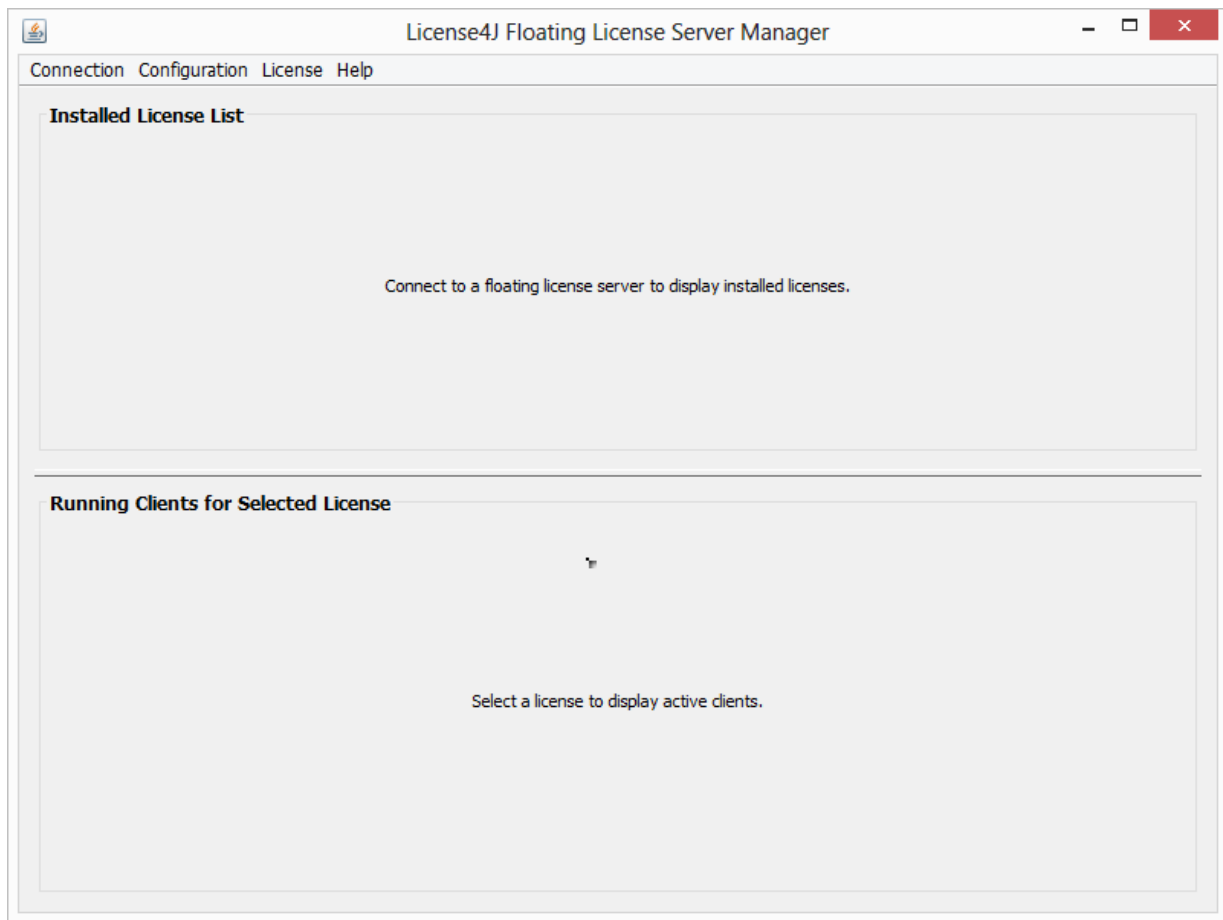 License4J Floating License Server Manager
Connection Configuration License Help
Installed License List
Connect to a floating license server to display installed licenses.
Running Clients for Selected License
Select a license to display active clients.